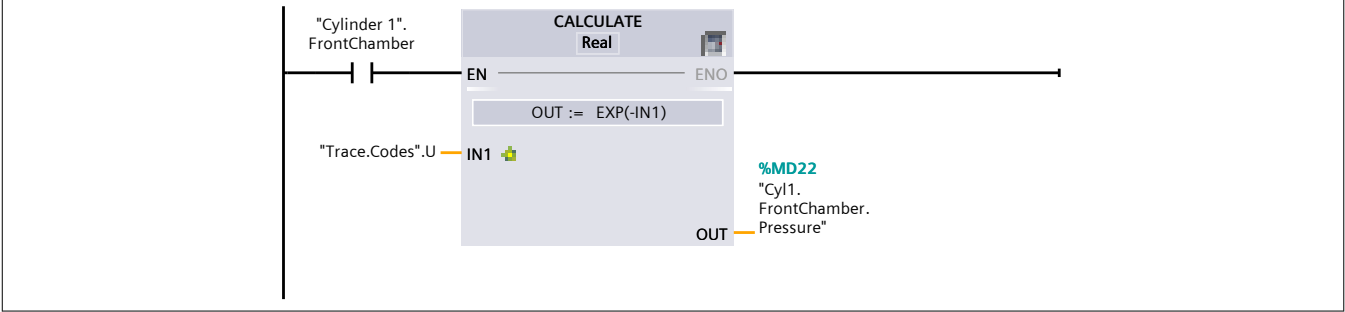 "Cylinder 1".
FrontChamber
CALCULATE
Real
EN
ENO
OUT := EXP(-IN1)
"Trace.Codes".U
IN1
%MD22
"Cyl1.
FrontChamber.
Pressure"
OUT